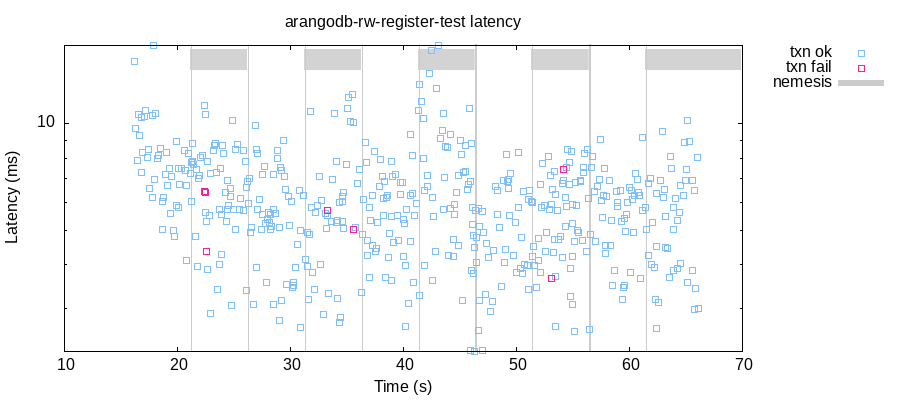 arangodb-rw-register-test latency
txn ok
txn fail
nemesis
10
Latency (ms)
10 20 30 40 50 60 70
Time (s)